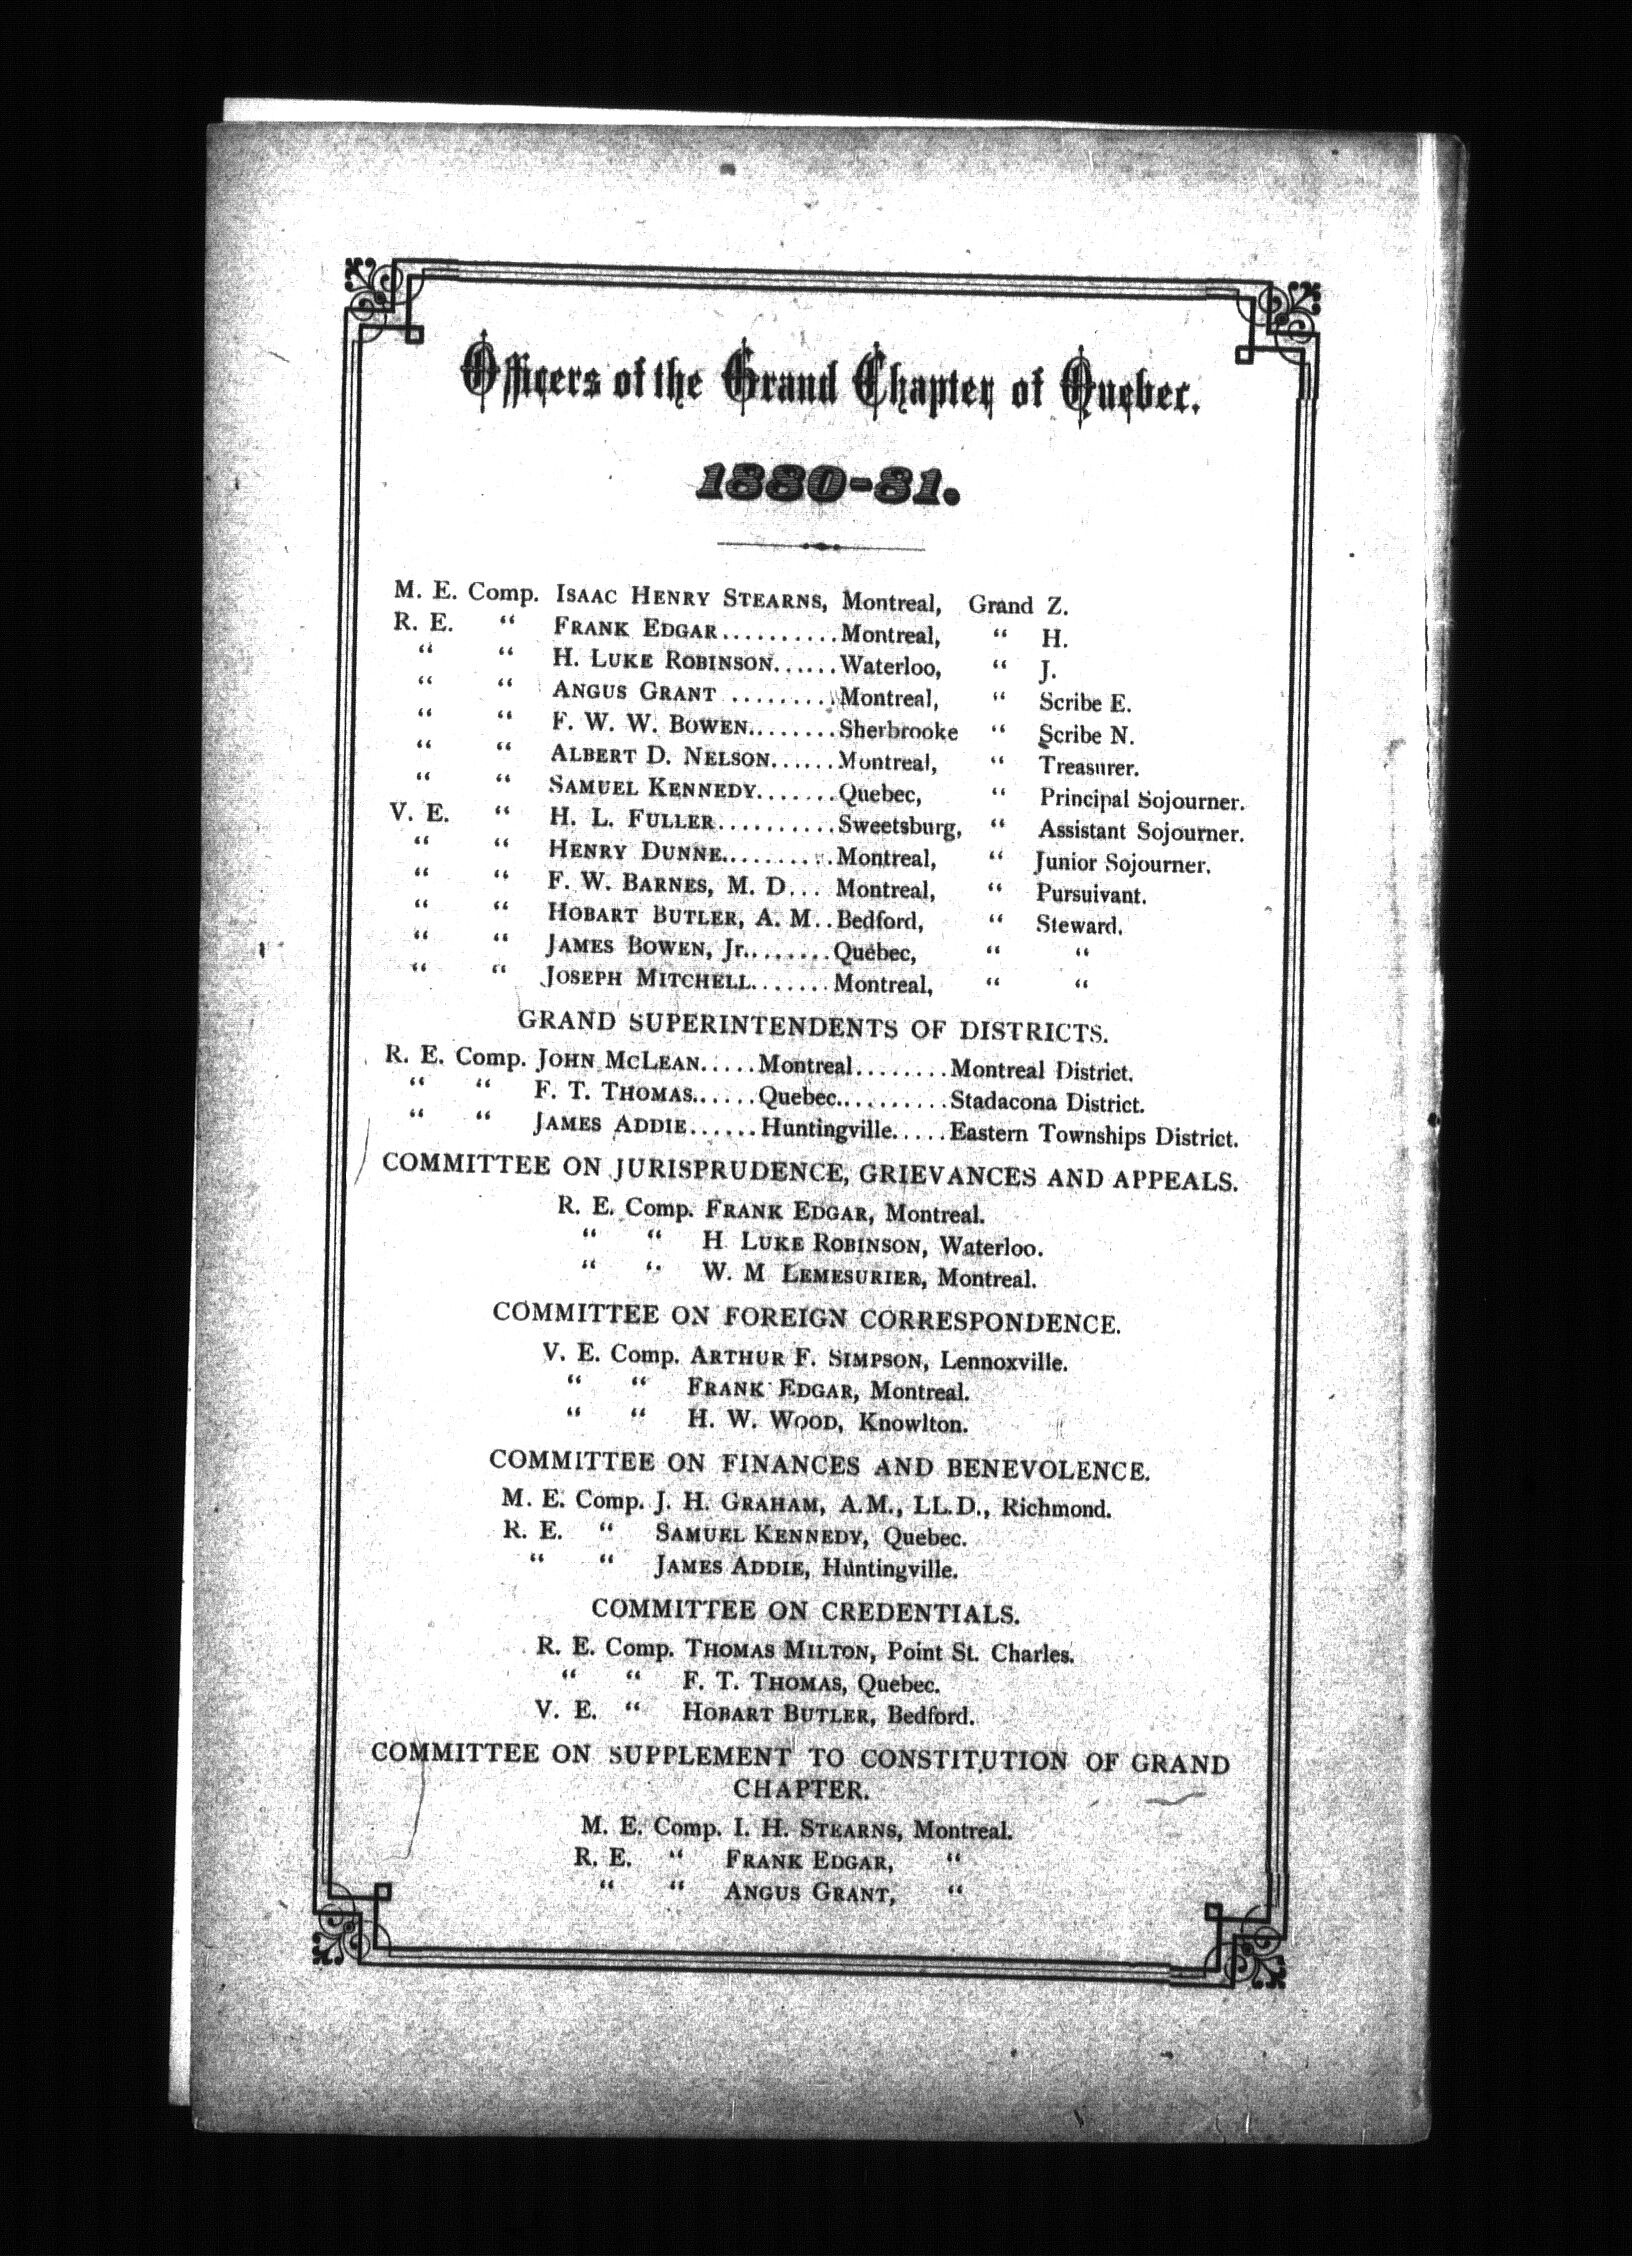 Officers of the Grand Chapter of Quebec.
1880-81.
M. E. Comp. ISAAC HENRY STEARNS, Montreal, Grand Z.
R. E. “ FRANK EDGAR..........Montreal, “ H.
“ “ H. LUKE ROBINSON......Waterloo, “ J.
“ “ ANGUS GRANT .........Montreal, “ Scribe E.
“ “ F. W. W. BOWEN........Sherbrooke “ Scribe N.
“ “ ALBERT D. NELSON......Montreal, “ Treasurer.
“ “ SAMUEL KENNEDY.......Quebec, “ Principal Sojourner.
V. E. “ H. L. FULLER..........Sweetsburg, “ Assistant Sojourner.
“ “ HENRY DUNNE..........Montreal, “ Junior Sojourner.
“ “ F. W. BARNES, M. D... Montreal, “ Pursuivant.
“ “ HOBART BUTLER, A. M..Bedford, “ Steward.
“ “ JAMES BOWEN, Jr........Quebec, “ “
“ “ JOSEPH MITCHELL.......Montreal, “ “
GRAND SUPERINTENDENTS OF DISTRICTS.
R. E. Comp. JOHN MCLEAN.....Montreal........Montreal District.
“ “ F. T. THOMAS......Quebec..........Stadacona District.
“ “ JAMES ADDIE......Huntingville.....Eastern Townships District.
COMMITTEE ON JURISPRUDENCE, GRIEVANCES AND APPEALS.
R. E. Comp. FRANK EDGAR, Montreal.
“ “ H. LUKE ROBINSON, Waterloo.
“ “ W. M LEMESURIER, Montreal.
COMMITTEE ON FOREIGN CORRESPONDENCE.
V. E. Comp. ARTHUR F. SIMPSON, Lennoxville.
“ “ FRANK EDGAR, Montreal.
“ “ H. W. WOOD, Knowlton.
COMMITTEE ON FINANCES AND BENEVOLENCE.
M. E. Comp. J. H. GRAHAM, A.M., LL.D., Richmond.
R. E. “ SAMUEL KENNEDY, Quebec.
“ “ JAMES ADDIE, Huntingville.
COMMITTEE ON CREDENTIALS.
R. E. Comp. THOMAS MILTON, Point St. Charles.
“ “ F. T. THOMAS, Quebec.
V. E. “ HOBART BUTLER, Bedford.
COMMITTEE ON SUPPLEMENT TO CONSTITUTION OF GRAND
CHAPTER.
M. E. Comp. I. H. STEARNS, Montreal.
R. E. “ FRANK EDGAR, “
“ “ ANGUS GRANT, “